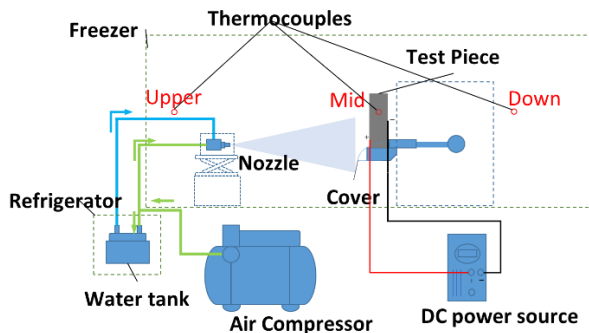 Thermocouples
Freezer
Test Piece
Upper
Mid
Down
+
−
Nozzle
Cover
Refrigerator
Water tank
Air Compressor
DC power source